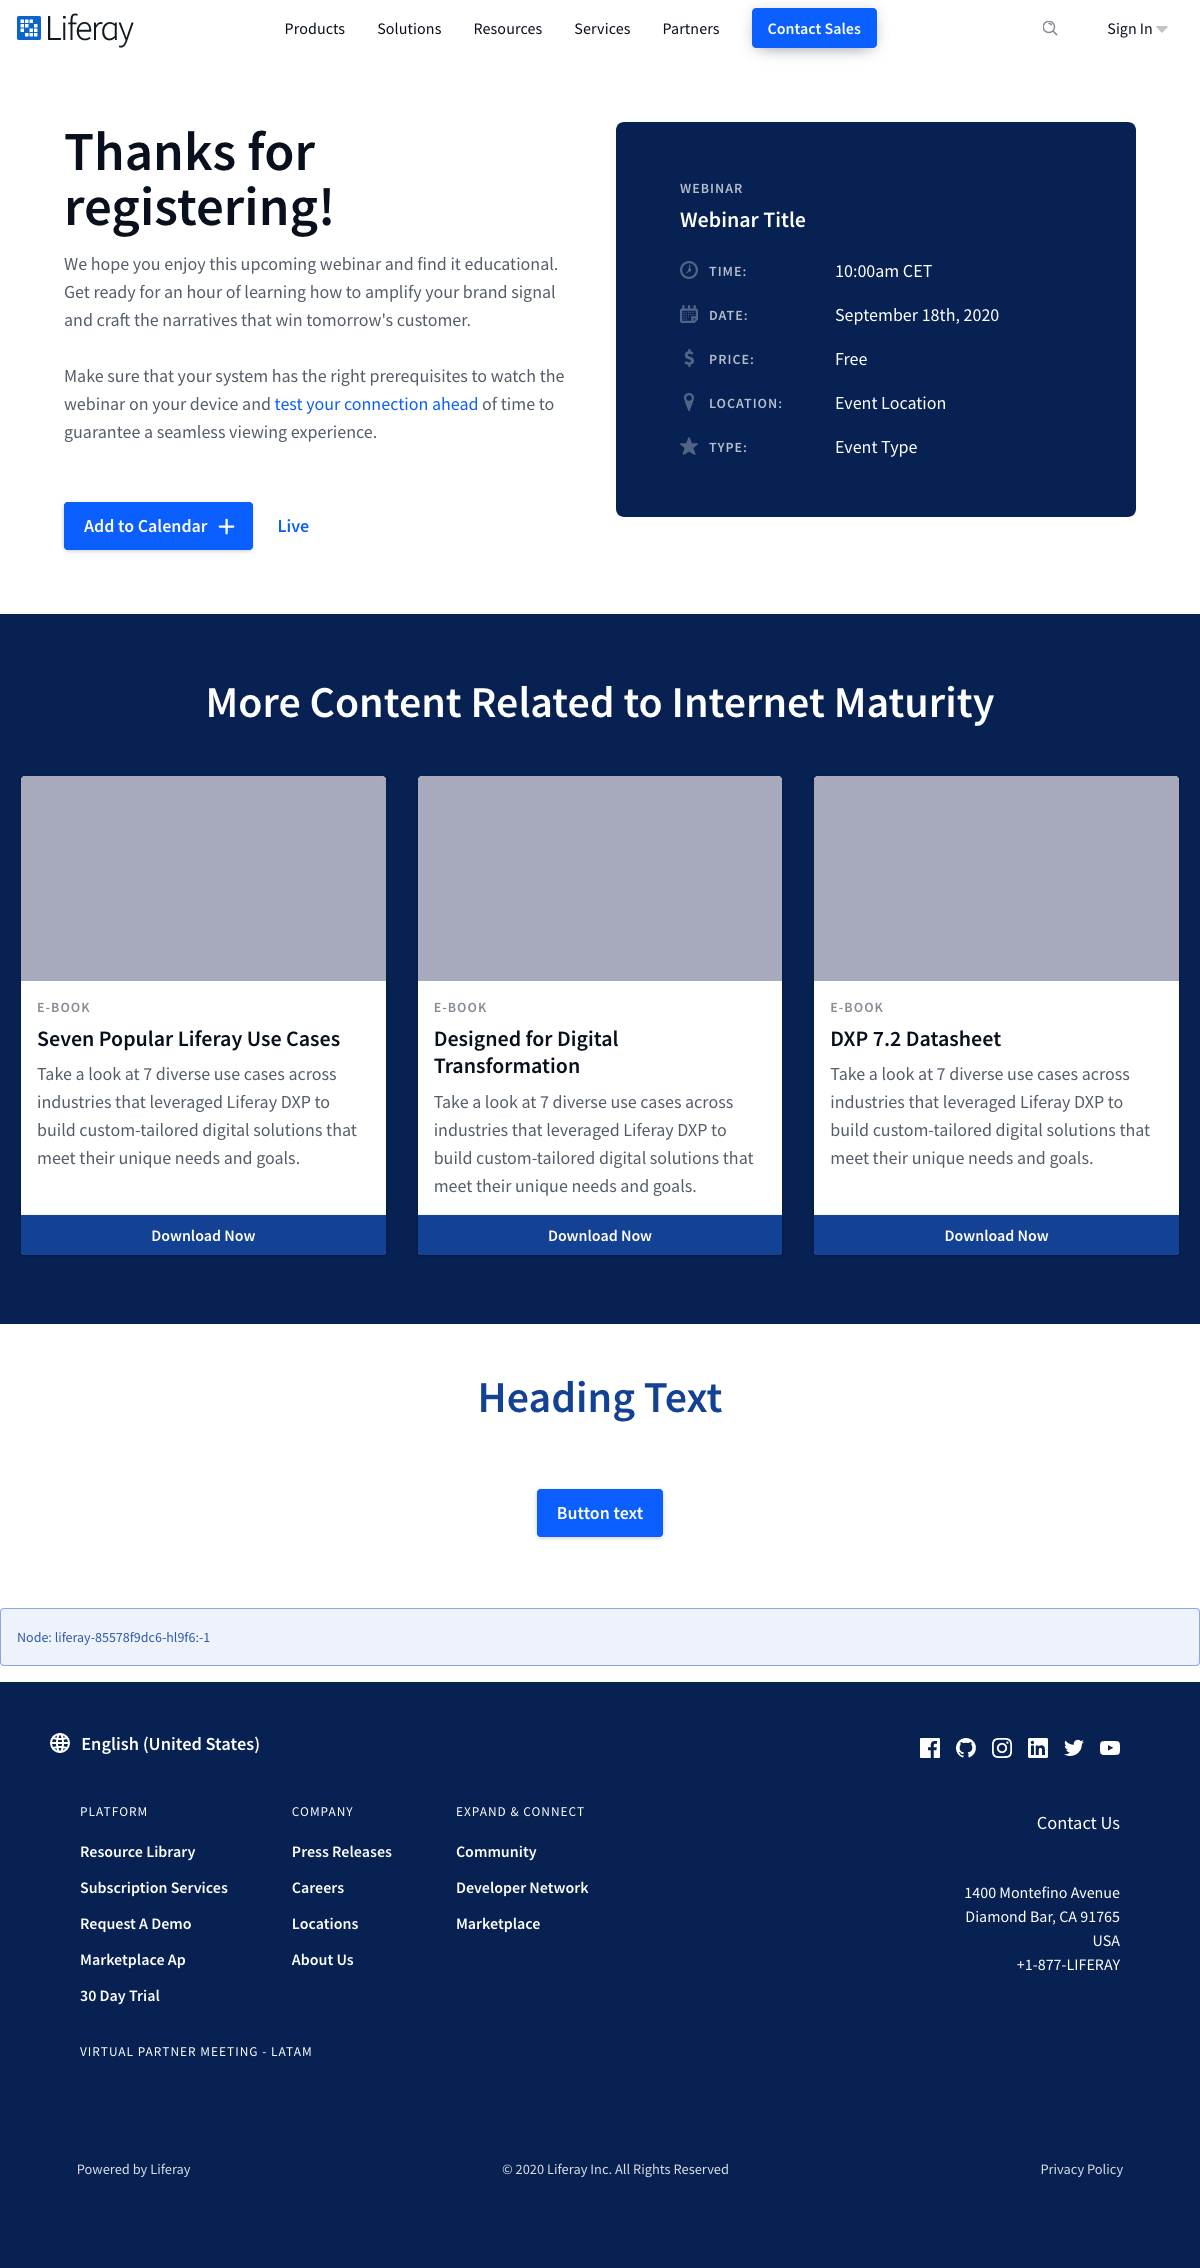 Liferay
Products Solutions Resources Services Partners Contact Sales Sign In
Thanks for
registering!
We hope you enjoy this upcoming webinar and find it educational.
Get ready for an hour of learning how to amplify your brand signal
and craft the narratives that win tomorrow's customer.
Make sure that your system has the right prerequisites to watch the
webinar on your device and test your connection ahead of time to
guarantee a seamless viewing experience.
Add to Calendar
Live
WEBINAR
Webinar Title
TIME: 10:00am CET
DATE: September 18th, 2020
PRICE: Free
LOCATION: Event Location
TYPE: Event Type
More Content Related to Internet Maturity
E-BOOK
Seven Popular Liferay Use Cases
Take a look at 7 diverse use cases across
industries that leveraged Liferay DXP to
build custom-tailored digital solutions that
meet their unique needs and goals.
Download Now
E-BOOK
Designed for Digital
Transformation
Take a look at 7 diverse use cases across
industries that leveraged Liferay DXP to
build custom-tailored digital solutions that
meet their unique needs and goals.
Download Now
E-BOOK
DXP 7.2 Datasheet
Take a look at 7 diverse use cases across
industries that leveraged Liferay DXP to
build custom-tailored digital solutions that
meet their unique needs and goals.
Download Now
Heading Text
Button text
Node: liferay-85578f9dc6-hl9f6:-1
English (United States)
PLATFORM
Resource Library
Subscription Services
Request A Demo
Marketplace Ap
30 Day Trial
COMPANY
Press Releases
Careers
Locations
About Us
EXPAND & CONNECT
Community
Developer Network
Marketplace
VIRTUAL PARTNER MEETING - LATAM
Contact Us
1400 Montefino Avenue
Diamond Bar, CA 91765
USA
+1-877-LIFERAY
Powered by Liferay
© 2020 Liferay Inc. All Rights Reserved
Privacy Policy